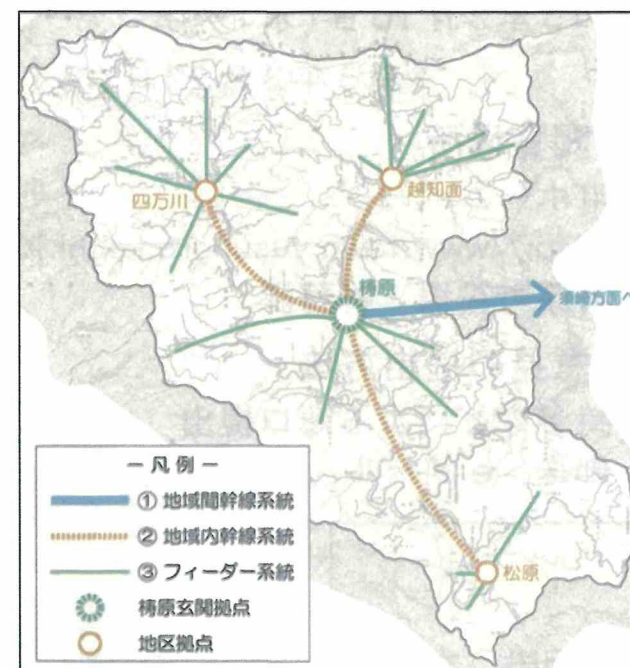 四万川
越知面
梼原
須崎方面へ
松原
― 凡例 ―
① 地域間幹線系統
② 地域内幹線系統
③ フィーダー系統
梼原玄関拠点
地区拠点